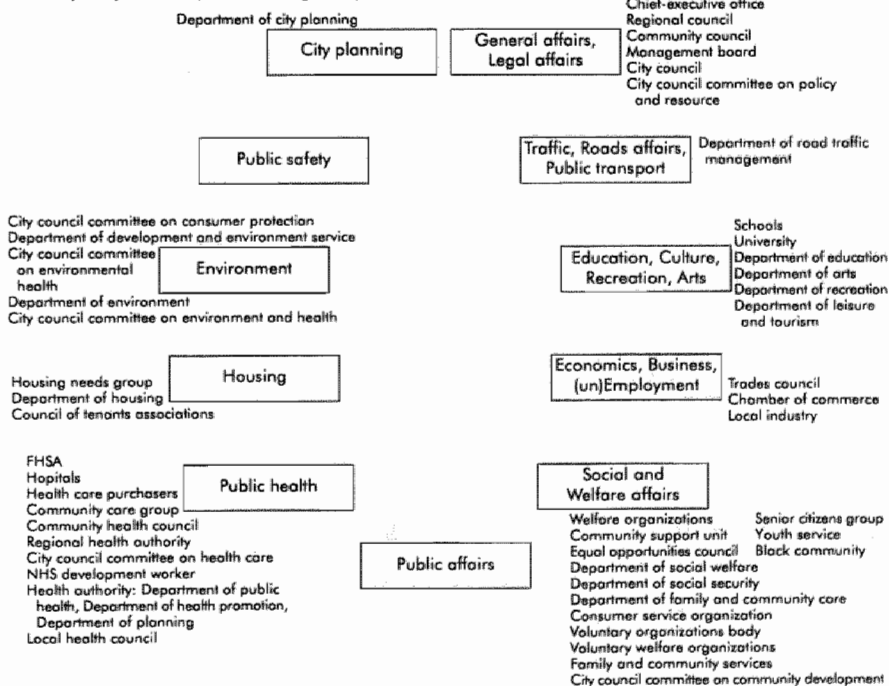 Chief-executive office
Department of city planning
Regional council
City planning
General affairs,
Legal affairs
Community council
Management board
City council
City council committee on policy
and resource
Public safety
Traffic, Roads affairs,
Public transport
Department of road traffic
management
City council committee on consumer protection
Department of development and environment service
City council committee
on environmental
health
Environment
Department of environment
City council committee on environment and health
Education, Culture,
Recreation, Arts
Schools
University
Department of education
Department of arts
Department of recreation
Department of leisure
and tourism
Housing needs group
Department of housing
Council of tenants associations
Housing
Economics, Business,
(un)Employment
Trades council
Chamber of commerce
Local industry
FHSA
Hopitals
Health care purchasers
Community care group
Community health council
Regional health authority
City council committee on health care
NHS development worker
Health authority: Department of public
health, Department of health promotion,
Department of planning
Local health council
Public health
Public affairs
Social and
Welfare affairs
Welfare organizations
Community support unit
Equal opportunities council
Department of social welfare
Department of social security
Department of family and community care
Consumer service organization
Voluntary organizations body
Voluntary welfare organizations
Family and community services
City council committee on community development
Senior citizens group
Youth service
Black community